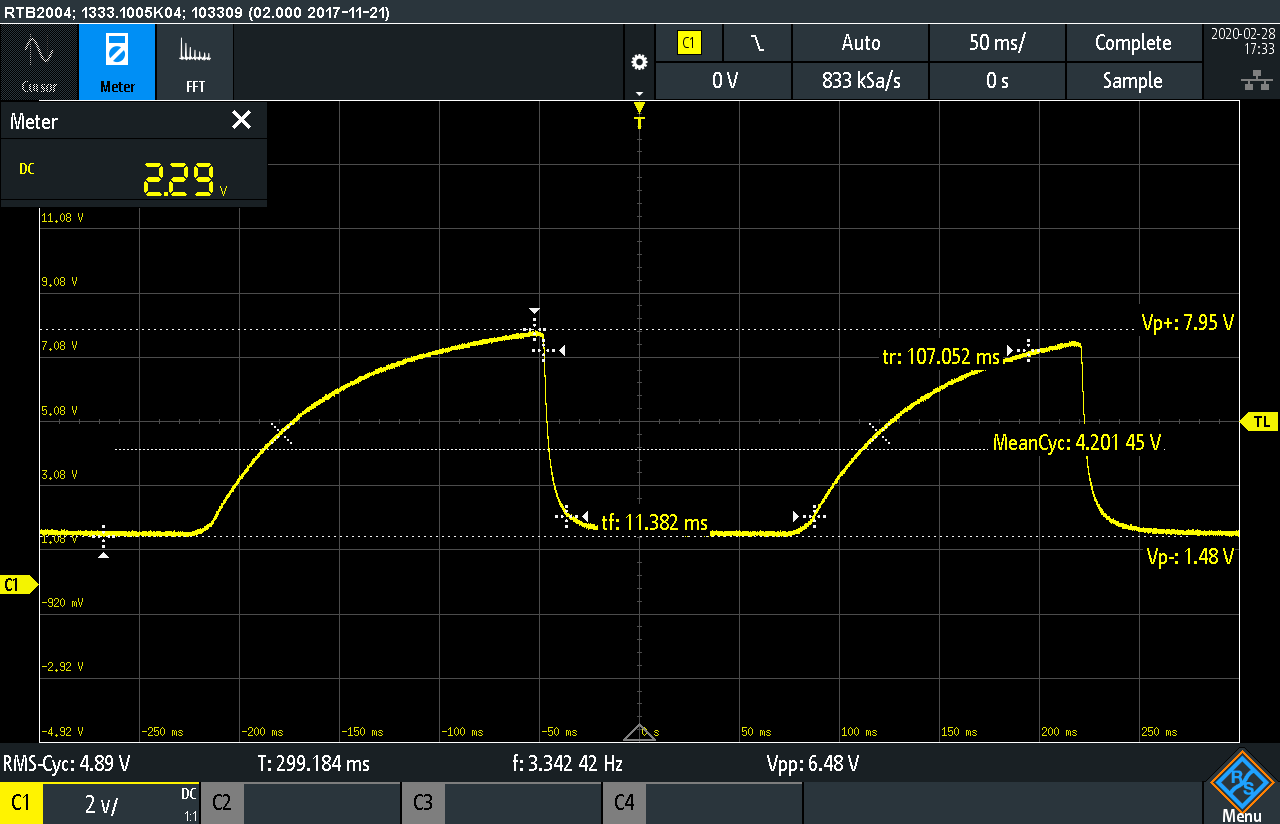 RTB2004; 1333.1005K04; 103309 (02.000 2017-11-21)
Cursor
Meter
FFT
C1
Auto
50 ms/
Complete
2020-02-28
17:33
0 V
833 kSa/s
0 s
Sample
Meter
DC
2.29 V
T
11.08 V
9.08 V
7.08 V
5.08 V
3.08 V
1.08 V
-920 mV
-2.92 V
-4.92 V
Vp+: 7.95 V
tr: 107.052 ms
TL
MeanCyc: 4.201 45 V
tf: 11.382 ms
Vp-: 1.48 V
C1
-250 ms
-200 ms
-150 ms
-100 ms
-50 ms
0 s
50 ms
100 ms
150 ms
200 ms
250 ms
RMS-Cyc: 4.89 V
T: 299.184 ms
f: 3.342 42 Hz
Vpp: 6.48 V
C1
2 V/
DC
1:1
C2
C3
C4
R&S
Menu